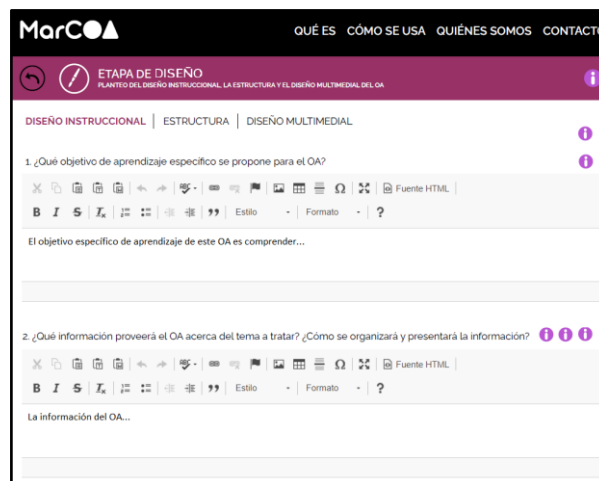 MarCOA
QUÉ ES CÓMO SE USA QUIÉNES SOMOS CONTACTO
ETAPA DE DISEÑO
PLANTEO DEL DISEÑO INSTRUCCIONAL, LA ESTRUCTURA Y EL DISEÑO MULTIMEDIAL DEL OA
DISEÑO INSTRUCCIONAL | ESTRUCTURA | DISEÑO MULTIMEDIAL
1. ¿Qué objetivo de aprendizaje específico se propone para el OA?
Fuente HTML
B I S Tx Estilo Formato ?
El objetivo específico de aprendizaje de este OA es comprender...
2. ¿Qué información proveerá el OA acerca del tema a tratar? ¿Cómo se organizará y presentará la información?
Fuente HTML
B I S Tx Estilo Formato ?
La información del OA...